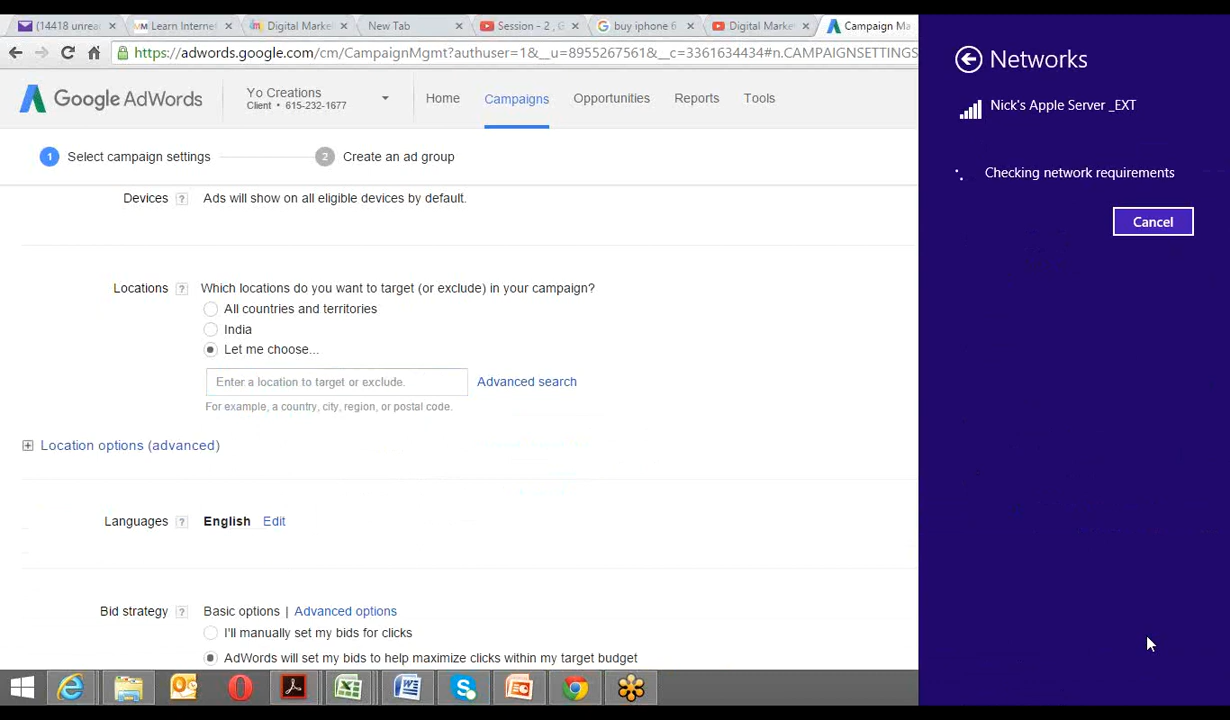 (14418 unrea
Learn Interne
Digital Marke
New Tab
Session - 2 , G
buy iphone 6
Digital Marke
Campaign Ma
https://adwords.google.com/cm/CampaignMgmt?authuser=1&__u=89552675561&__c=3361634434#n.CAMPAIGNSETTINGS
Google AdWords
Yo Creations
Client • 615-232-1677
Home
Campaigns
Opportunities
Reports
Tools
1 Select campaign settings
2 Create an ad group
Devices ? Ads will show on all eligible devices by default.
Locations ? Which locations do you want to target (or exclude) in your campaign?
All countries and territories
India
Let me choose...
Enter a location to target or exclude. Advanced search
For example, a country, city, region, or postal code.
Location options (advanced)
Languages ? English Edit
Bid strategy ? Basic options | Advanced options
I'll manually set my bids for clicks
AdWords will set my bids to help maximize clicks within my target budget
Networks
Nick's Apple Server _EXT
Checking network requirements
Cancel